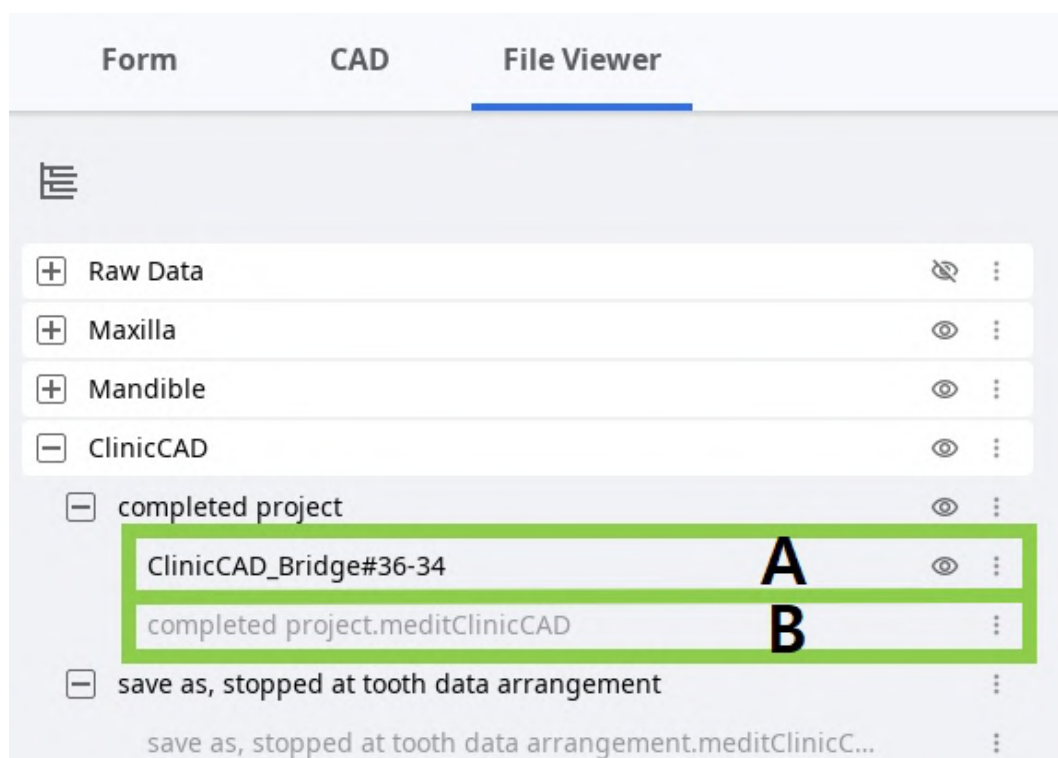 Form CAD File Viewer
Raw Data
Maxilla
Mandible
ClinicCAD
completed project
ClinicCAD_Bridge#36-34 A
completed project.meditClinicCAD B
save as, stopped at tooth data arrangement
save as, stopped at tooth data arrangement.meditClinicC...